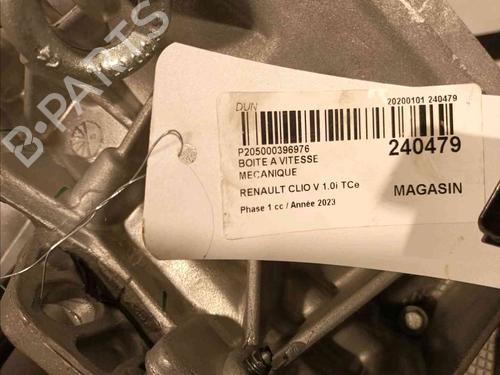 B-PARTS
DUN
20200101 240479
P205000396976
240479
BOITE A VITESSE
MECANIQUE
RENAULT CLIO V 1.0i TCe
MAGASIN
Phase 1 cc / Année 2023